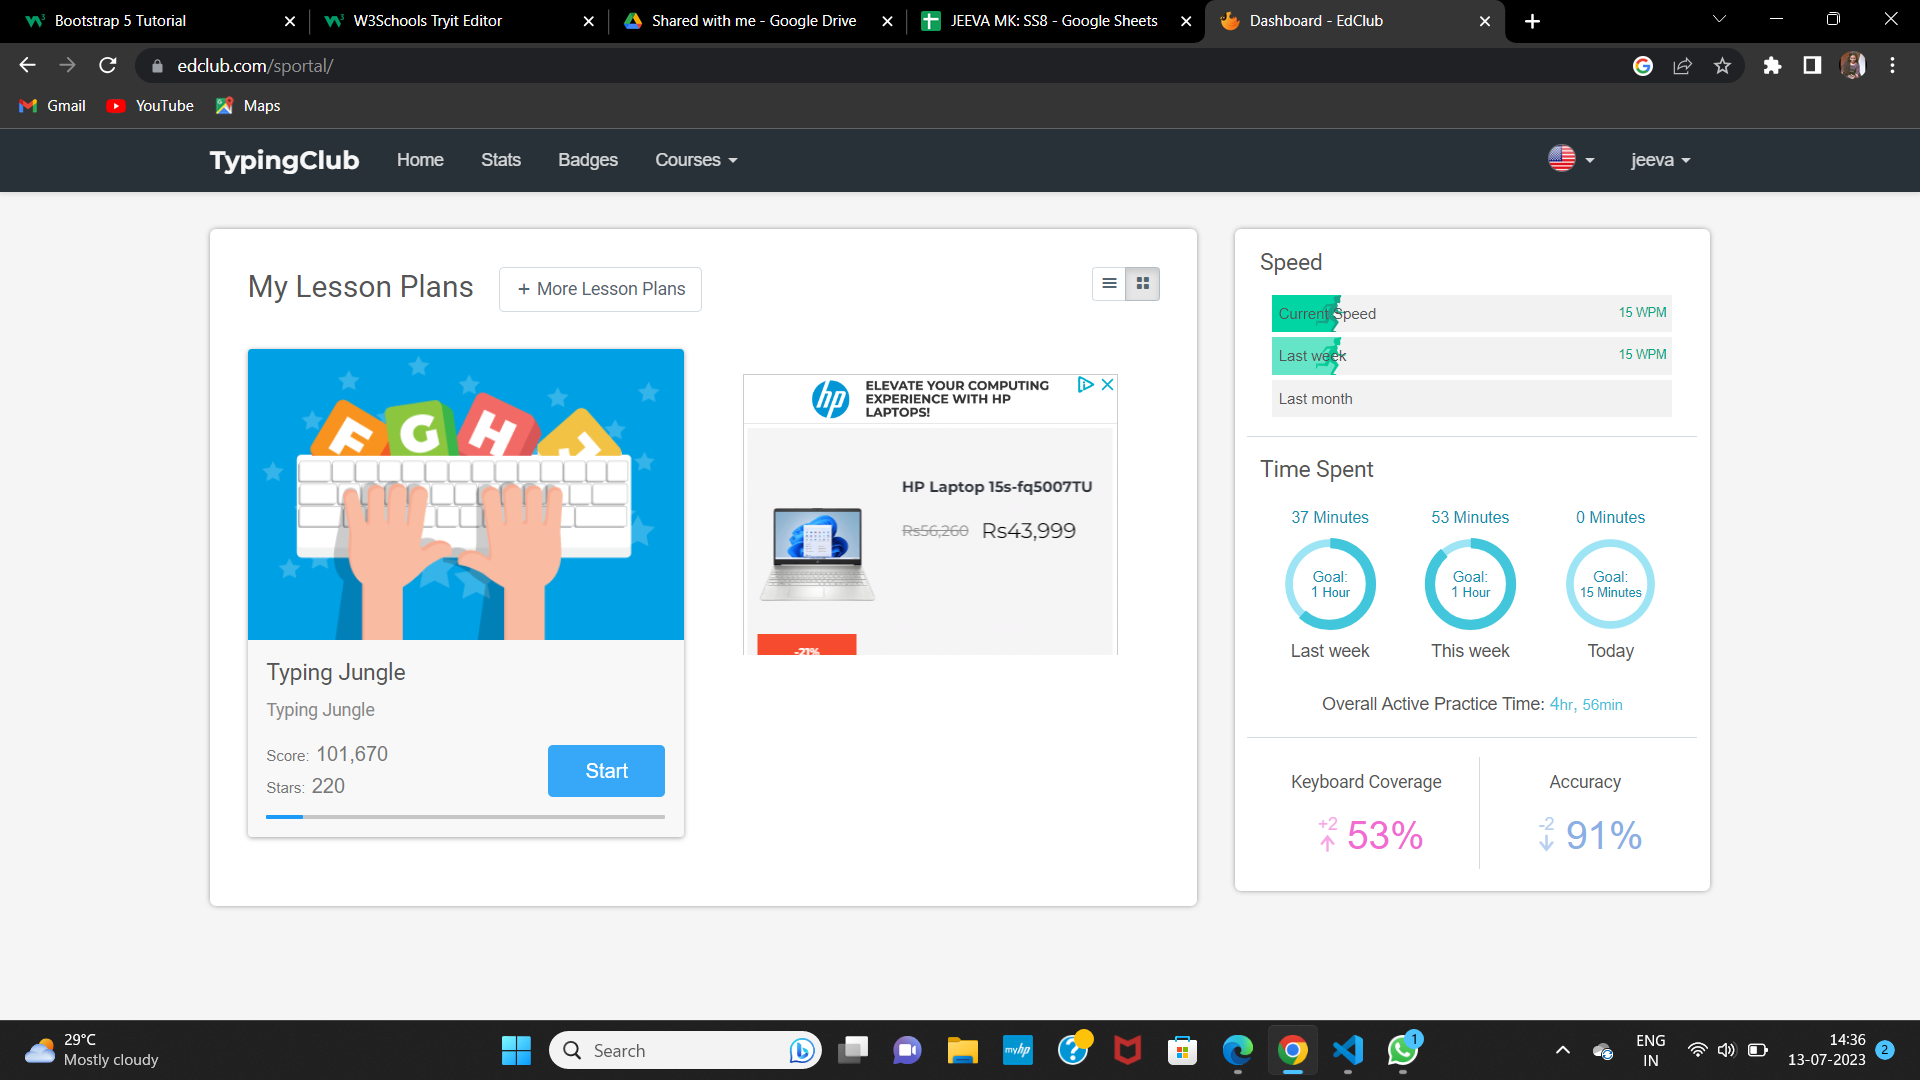 Bootstrap 5 Tutorial
W3Schools Tryit Editor
Shared with me - Google Drive
JEEVA MK: SS8 - Google Sheets
Dashboard - EdClub
edclub.com/sportal/
Gmail
YouTube
Maps
TypingClub
Home
Stats
Badges
Courses
jeeva
My Lesson Plans
+ More Lesson Plans
F G H J
hp
ELEVATE YOUR COMPUTING
EXPERIENCE WITH HP
LAPTOPS!
HP Laptop 15s-fq5007TU
Rs56,260 Rs43,999
-21%
Typing Jungle
Typing Jungle
Score: 101,670
Stars: 220
Start
Speed
Current Speed 15 WPM
Last week 15 WPM
Last month
Time Spent
37 Minutes
Goal:
1 Hour
Last week
53 Minutes
Goal:
1 Hour
This week
0 Minutes
Goal:
15 Minutes
Today
Overall Active Practice Time: 4hr, 56min
Keyboard Coverage
+2 53%
Accuracy
-2 91%
29°C
Mostly cloudy
Search
myhp
1
ENG
IN
14:36
13-07-2023
2